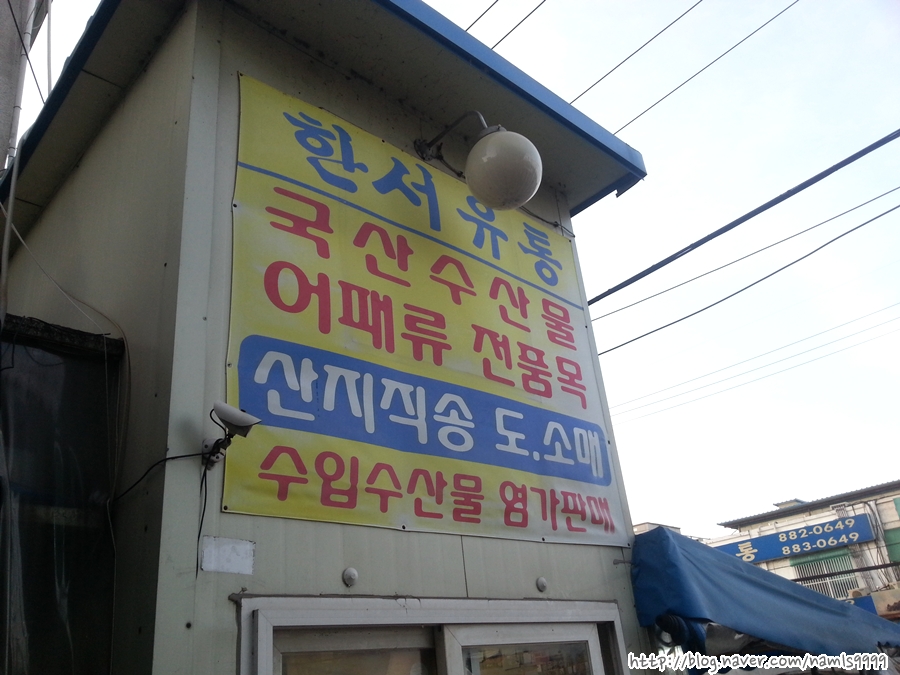 한서유통
국산수산물
어패류 전품목
산지직송 도.소매
수입수산물 염가판매
통 882-0649
883-0649
http://blog.naver.com/namls9999